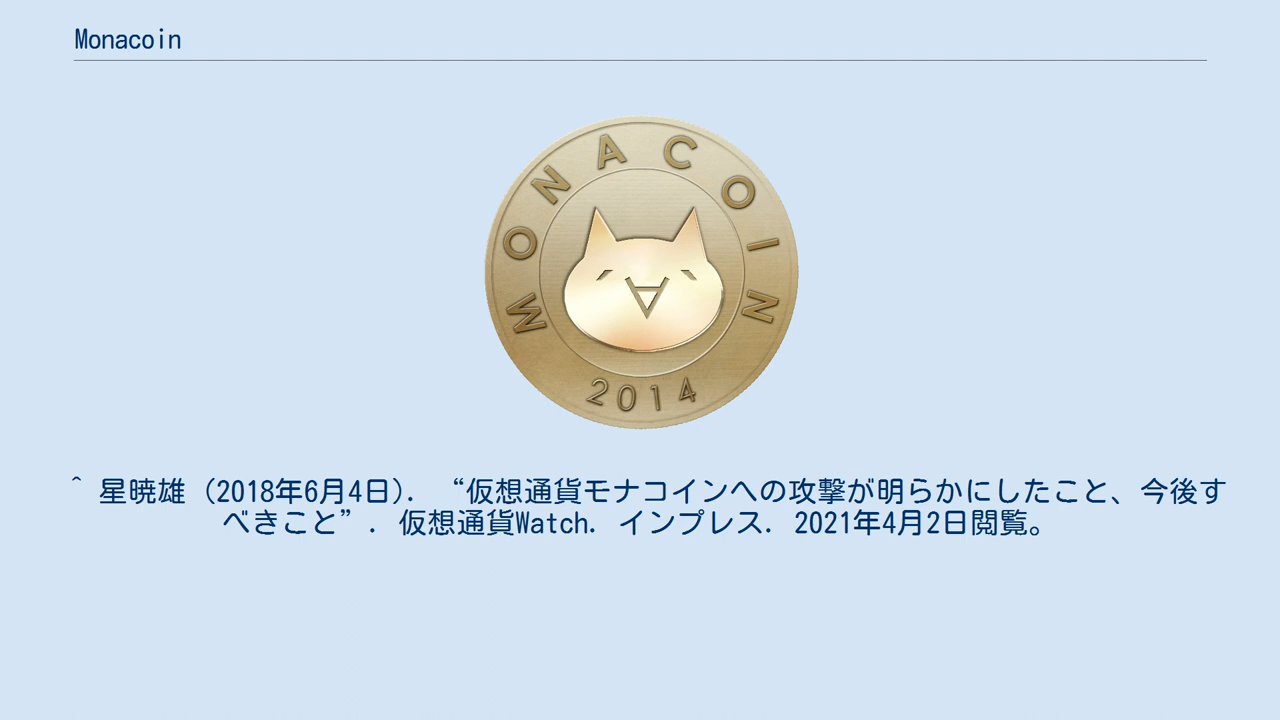 Monacoin
MONACOIN
2014
^ 星暁雄 (2018年6月4日). “仮想通貨モナコインへの攻撃が明らかにしたこと、今後す
べきこと”. 仮想通貨Watch. インプレス. 2021年4月2日閲覧。